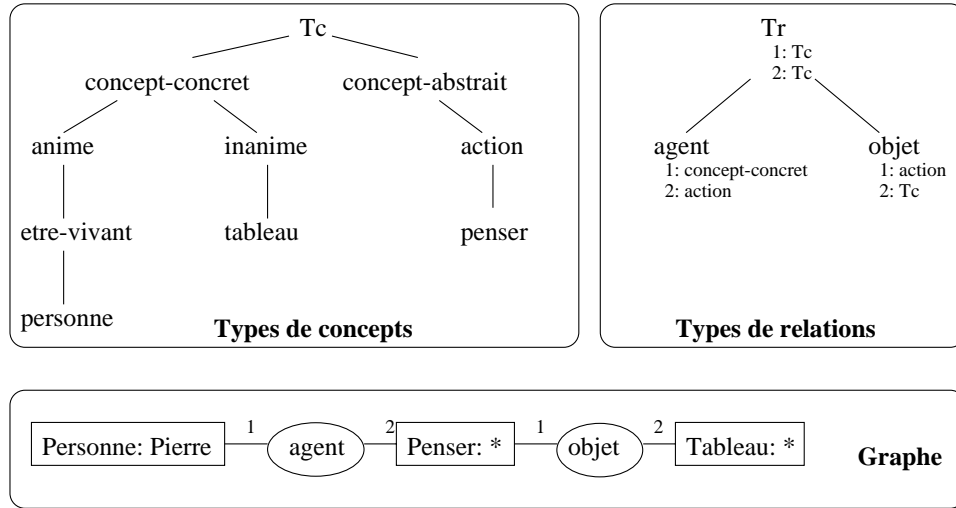 Tc
concept-concret concept-abstrait
anime inanime action
etre-vivant tableau penser
personne
Types de concepts
Tr
1: Tc
2: Tc
agent objet
1: concept-concret 1: action
2: action 2: Tc
Types de relations
Personne: Pierre 1 agent 2 Penser: * 1 objet 2 Tableau: *
Graphe